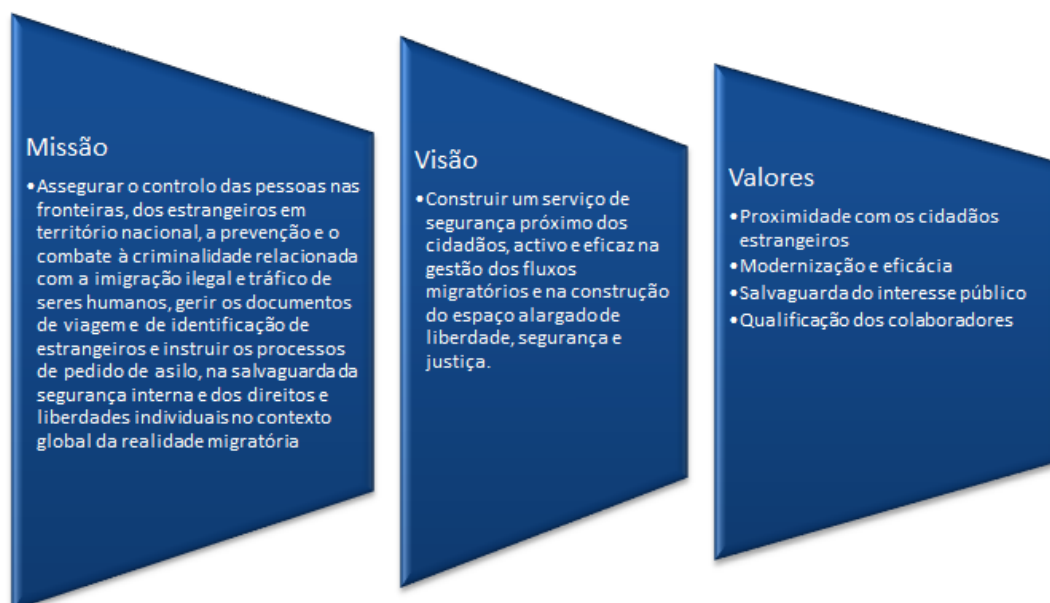 Missão
•Assegurar o controlo das pessoas nas
fronteiras, dos estrangeiros em
território nacional, a prevenção e o
combate à criminalidade relacionada
com a imigração ilegal e tráfico de
seres humanos, gerir os documentos
de viagem e de identificação de
estrangeiros e instruir os processos
de pedido de asilo, na salvaguarda da
segurança interna e dos direitos e
liberdades individuais no contexto
global da realidade migratória
Visão
•Construir um serviço de
segurança próximo dos
cidadãos, activo e eficaz na
gestão dos fluxos
migratórios e na construção
do espaço alargado de
liberdade, segurança e
justiça.
Valores
•Proximidade com os cidadãos
estrangeiros
•Modernização e eficácia
•Salvaguarda do interesse público
•Qualificação dos colaboradores